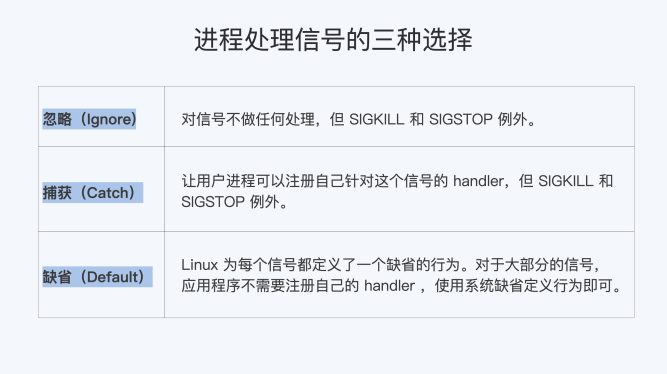 进程处理信号的三种选择
忽略（Ignore)
对信号不做任何处理，但 SIGKILL 和 SIGSTOP 例外。
捕获（Catch）
让用户进程可以注册自己针对这个信号的 handler，但 SIGKILL 和
SIGSTOP 例外。
缺省（Default）
Linux 为每个信号都定义了一个缺省的行为。对于大部分的信号，
应用程序不需要注册自己的 handler ，使用系统缺省定义行为即可。